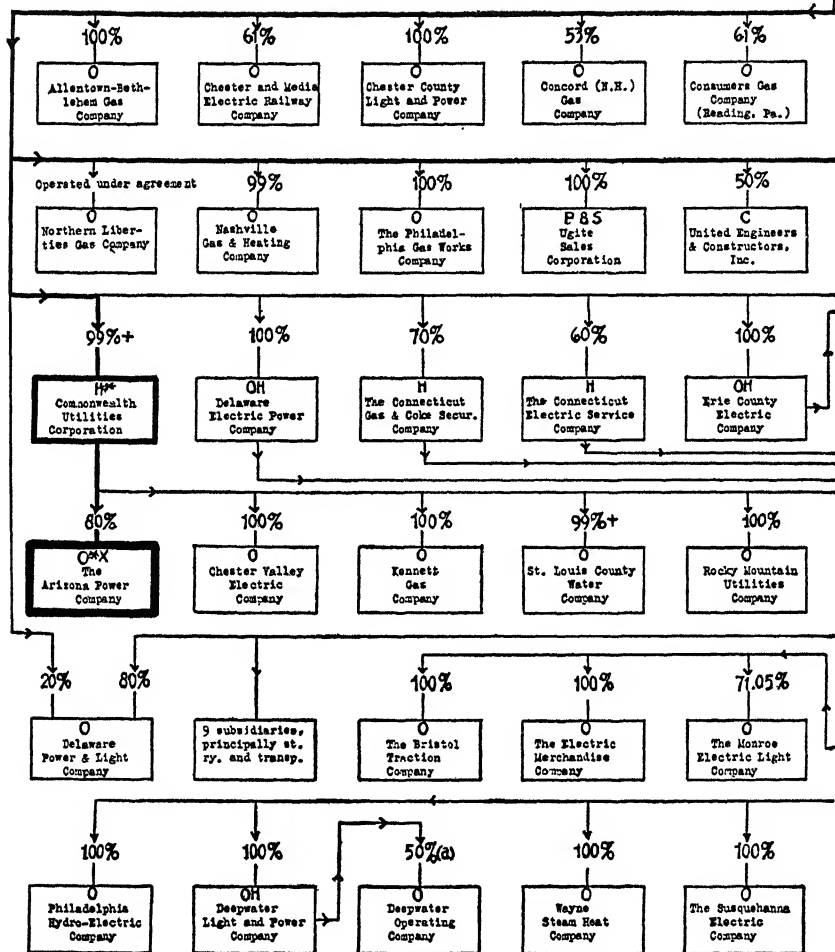 100% 61% 100% 53% 61%
O O O O O
Allentown-Beth-
lehem Gas
Company
Chester and Media
Electric Railway
Company
Chester County
Light and Power
Company
Concord (N.H.)
Gas
Company
Consumers Gas
Company
(Reading, Pa.)
Operated under agreement 99% 100% 100% 50%
O O O P&S C
Northern Liber-
ties Gas Company
Nashville
Gas & Heating
Company
The Philadel-
phia Gas Works
Company
Ugite
Sales
Corporation
United Engineers
& Constructors,
Inc.
99%+ 100% 70% 60% 100%
H** OH H H OH
Commonwealth
Utilities
Corporation
Delaware
Electric Power
Company
The Connecticut
Gas & Coke Secur.
Company
The Connecticut
Electric Service
Company
Erie County
Electric
Company
80% 100% 100% 99%+ 100%
O**X O O O O
The
Arizona Power
Company
Chester Valley
Electric
Company
Kennett
Gas
Company
St. Louis County
Water
Company
Rocky Mountain
Utilities
Company
20% 80% 100% 100% 71.05%
O O O O
Delaware
Power & Light
Company
9 subsidiaries,
principally st.
ry. and transp.
The Bristol
Traction
Company
The Electric
Merchandise
Company
The Monroe
Electric Light
Company
100% 100% 50%(a) 100% 100%
O OH O O O
Philadelphia
Hydro-Electric
Company
Deepwater
Light and Power
Company
Deepwater
Operating
Company
Wayne
Steam Heat
Company
The Susquehanna
Electric
Company